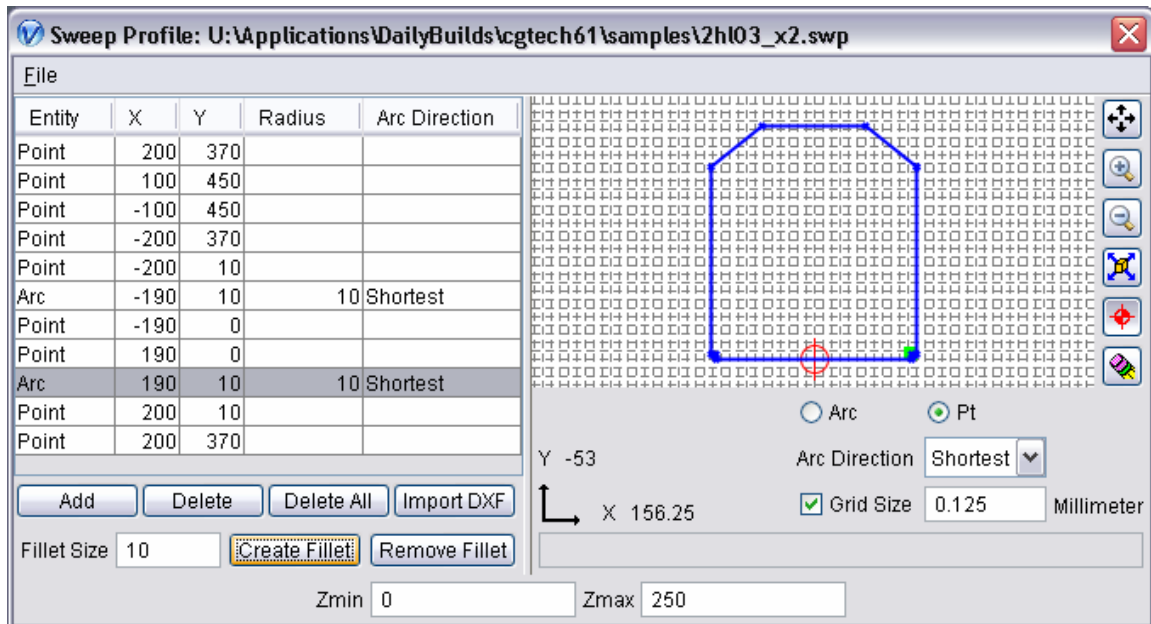 Sweep Profile: U:\Applications\DailyBuilds\cgtech61\samples\2hl03_x2.swp
File
Entity X Y Radius Arc Direction
Point 200 370
Point 100 450
Point -100 450
Point -200 370
Point -200 10
Arc -190 10 10 Shortest
Point -190 0
Point 190 0
Arc 190 10 10 Shortest
Point 200 10
Point 200 370
Add Delete Delete All Import DXF
Fillet Size 10 Create Fillet Remove Fillet
Arc Pt
Y -53 Arc Direction Shortest
X 156.25 Grid Size 0.125 Millimeter
Zmin 0 Zmax 250